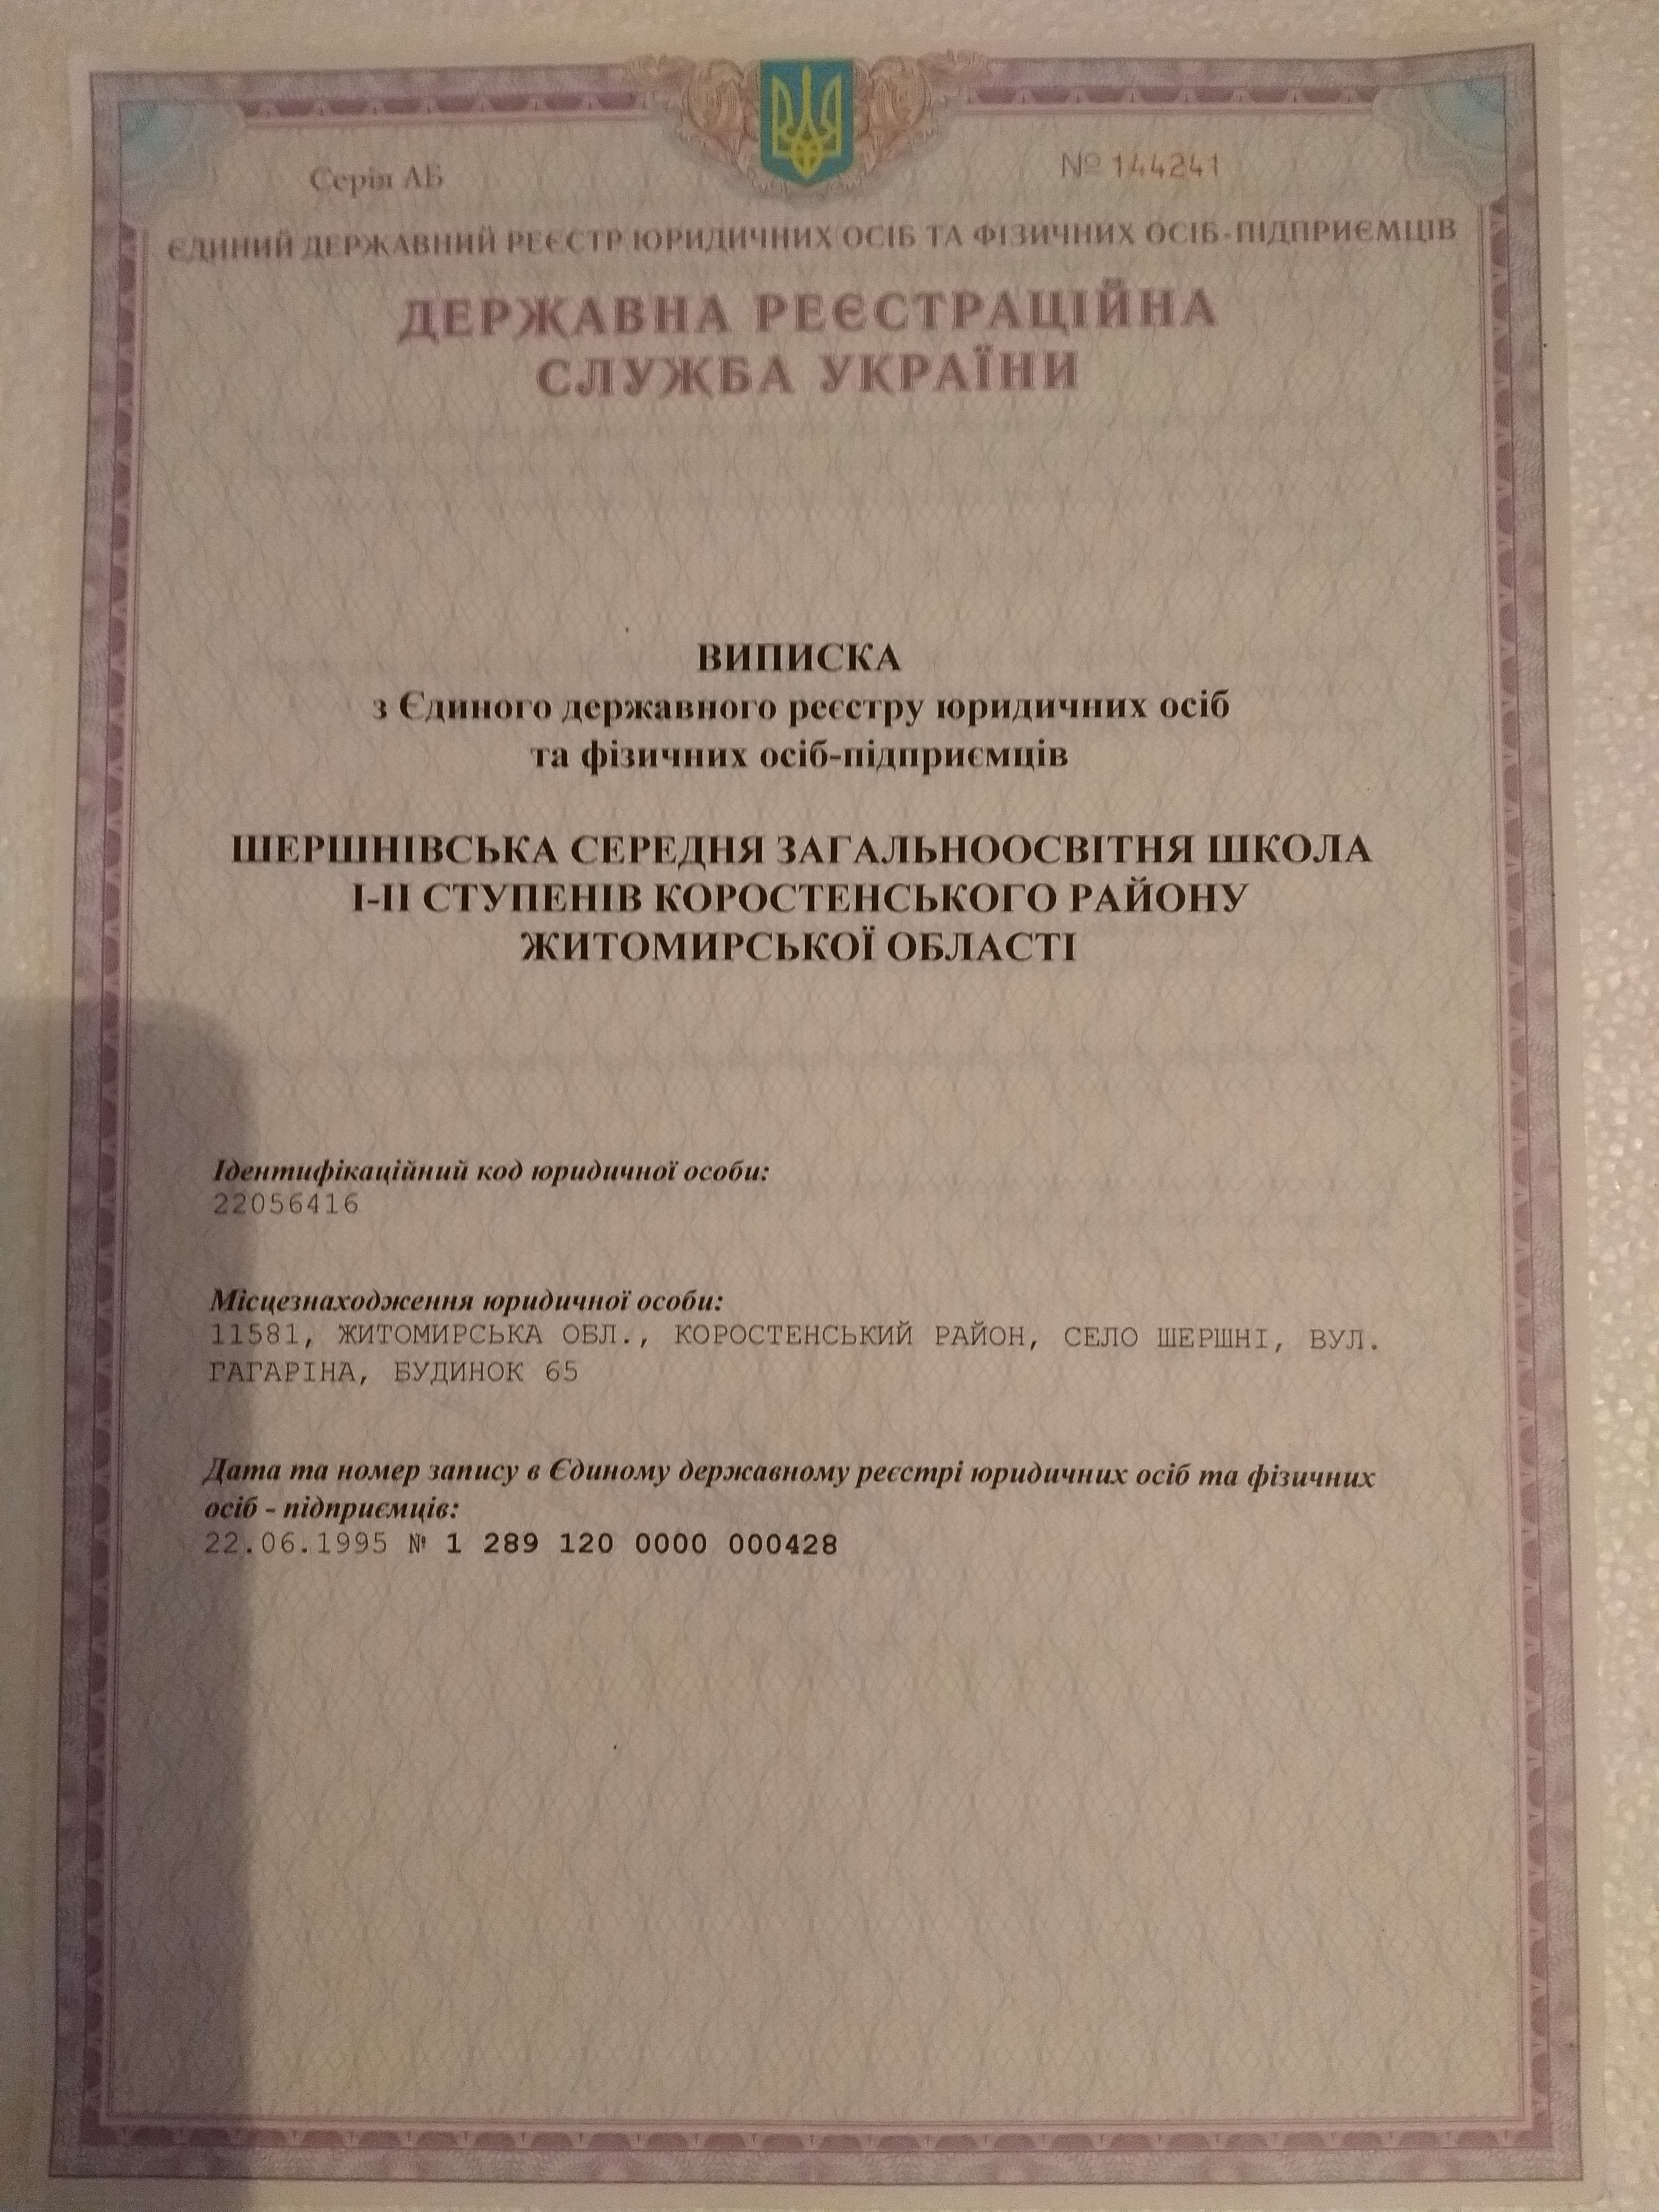 Серія АБ
№ 144241
ЄДИНИЙ ДЕРЖАВНИЙ РЕЄСТР ЮРИДИЧНИХ ОСІБ ТА ФІЗИЧНИХ ОСІБ-ПІДПРИЄМЦІВ
ДЕРЖАВНА РЕЄСТРАЦІЙНА
СЛУЖБА УКРАЇНИ
ВИПИСКА
з Єдиного державного реєстру юридичних осіб
та фізичних осіб-підприємців
ШЕРШНІВСЬКА СЕРЕДНЯ ЗАГАЛЬНООСВІТНЯ ШКОЛА
І-ІІ СТУПЕНІВ КОРОСТЕНСЬКОГО РАЙОНУ
ЖИТОМИРСЬКОЇ ОБЛАСТІ
Ідентифікаційний код юридичної особи:
22056416
Місцезнаходження юридичної особи:
11581, ЖИТОМИРСЬКА ОБЛ., КОРОСТЕНСЬКИЙ РАЙОН, СЕЛО ШЕРШНІ, ВУЛ.
ГАГАРІНА, БУДИНОК 65
Дата та номер запису в Єдиному державному реєстрі юридичних осіб та фізичних
осіб - підприємців:
22.06.1995 № 1 289 120 0000 000428